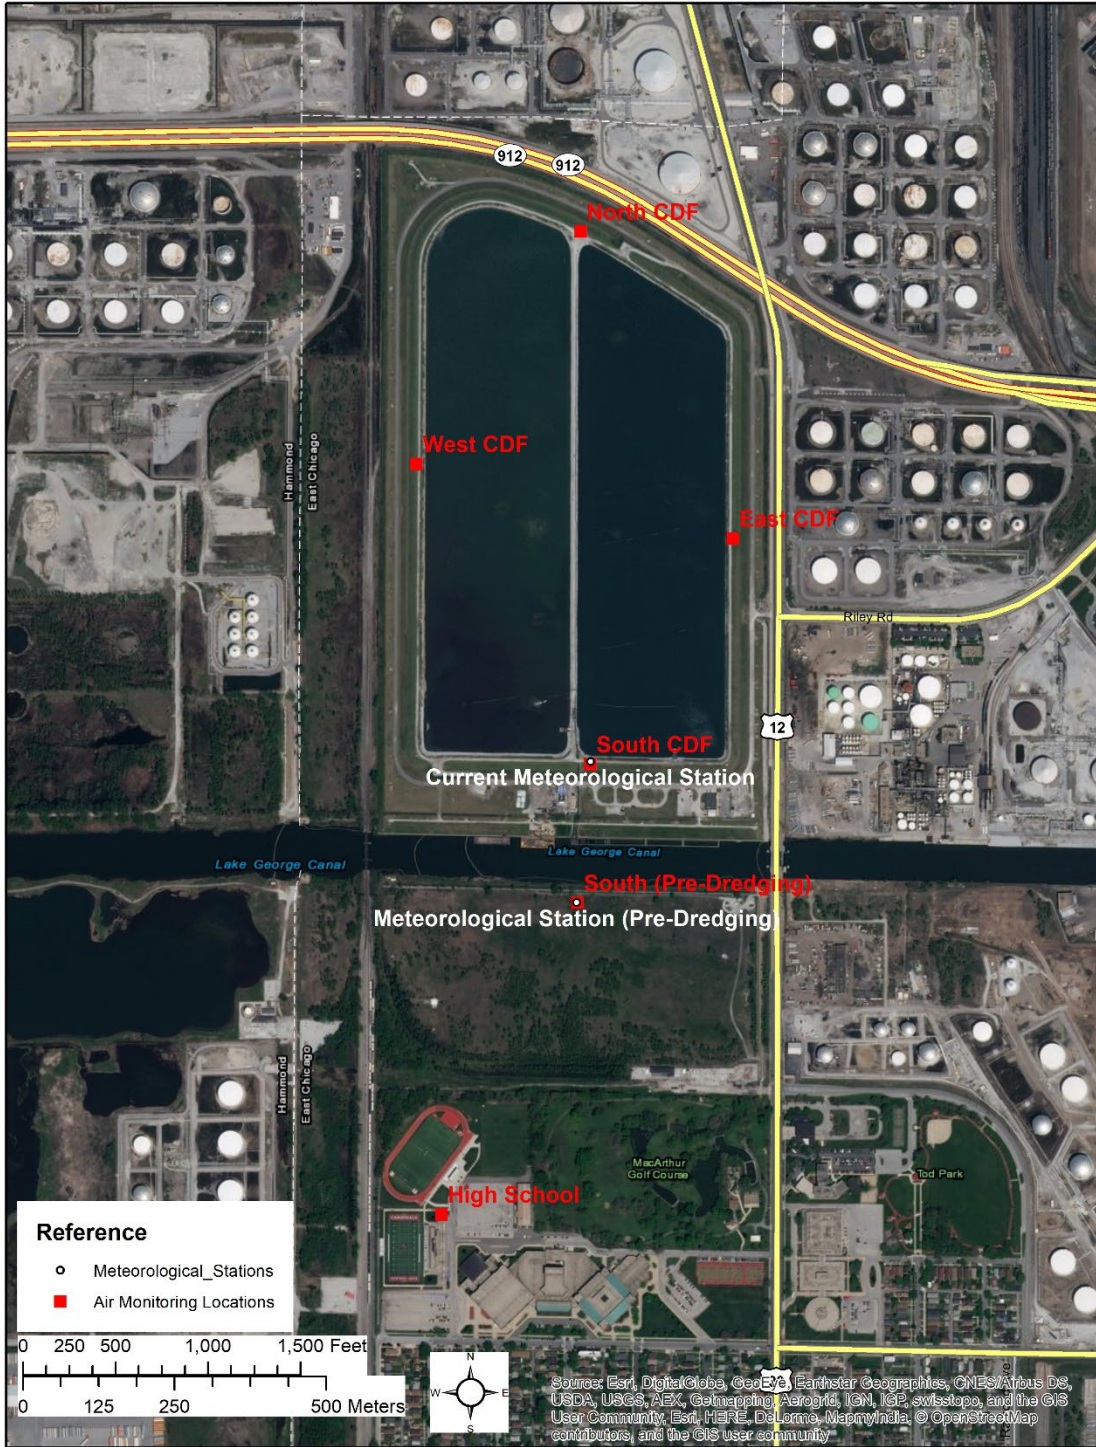 912
912
North CDF
West CDF
Hammond
East Chicago
East CDF
Riley Rd
12
South CDF
Current Meteorological Station
Lake George Canal
Lake George Canal
South (Pre-Dredging)
Meteorological Station (Pre-Dredging)
Hammond
East Chicago
MacArthur
Golf Course
Tod Park
High School
Reference
Meteorological_Stations
Air Monitoring Locations
0 250 500 1,000 1,500 Feet
0 125 250 500 Meters
N
W E
S
Source: Esri, DigitalGlobe, GeoEye, Earthstar Geographics, CNES/Airbus DS,
USDA, USGS, AEX, Getmapping, Aerogrid, IGN, IGP, swisstopo, and the GIS
User Community, Esri, HERE, DeLorme, MapmyIndia, © OpenStreetMap
contributors, and the GIS user community